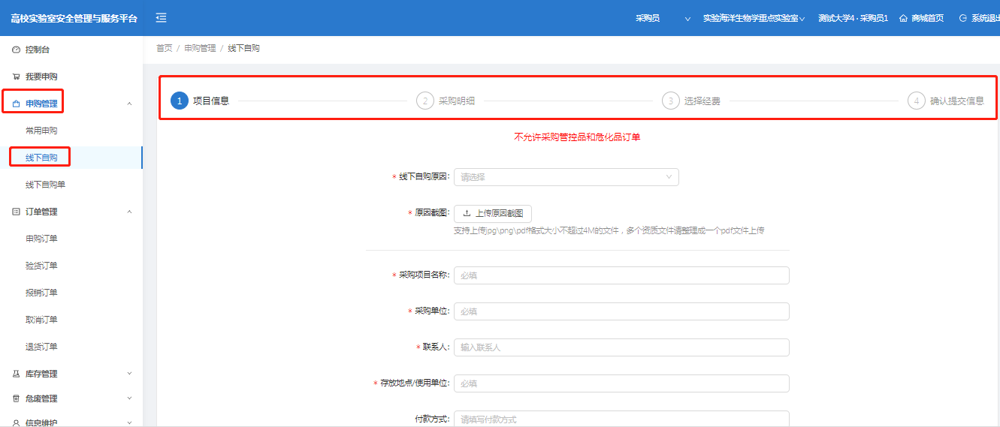 高校实验室安全管理与服务平台
采购员 实验海洋生物学重点实验室 测试大学4 · 采购员1 商城首页 系统退出
首页 / 申购管理 / 线下自购
控制台
我要申购
申购管理
常用申购
线下自购
线下自购单
订单管理
申购订单
验货订单
报销订单
取消订单
退货订单
库存管理
危废管理
信息维护
1 项目信息 2 采购明细 3 选择经费 4 确认提交信息
不允许采购管控品和危化品订单
* 线下自购原因: 请选择
* 原因截图: 上传原因截图
支持上传jpg\png\pdf格式大小不超过4M的文件，多个资质文件请整理成一个pdf文件上传
* 采购项目名称: 必填
* 采购单位: 必填
* 联系人: 输入联系人
* 存放地点/使用单位: 必填
付款方式: 请填写付款方式